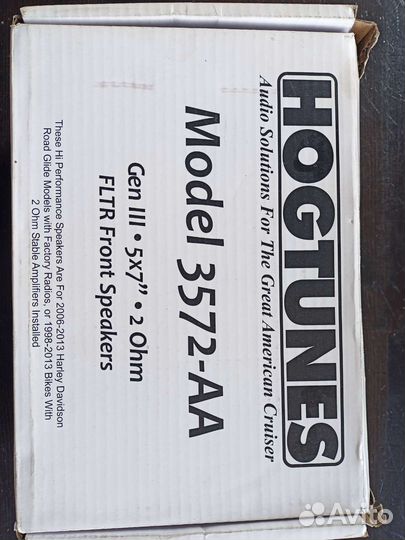 HOGTUNES
Audio Solutions For The Great American Cruiser
Model 3572-AA
Gen III • 5x7" • 2 Ohm
FLTR Front Speakers
These Hi Performance Speakers Are For 2006-2013 Harley Davidson
Road Glide Models with Factory Radios, or 1998-2013 Bikes With
2 Ohm Stable Amplifiers Installed
Avito